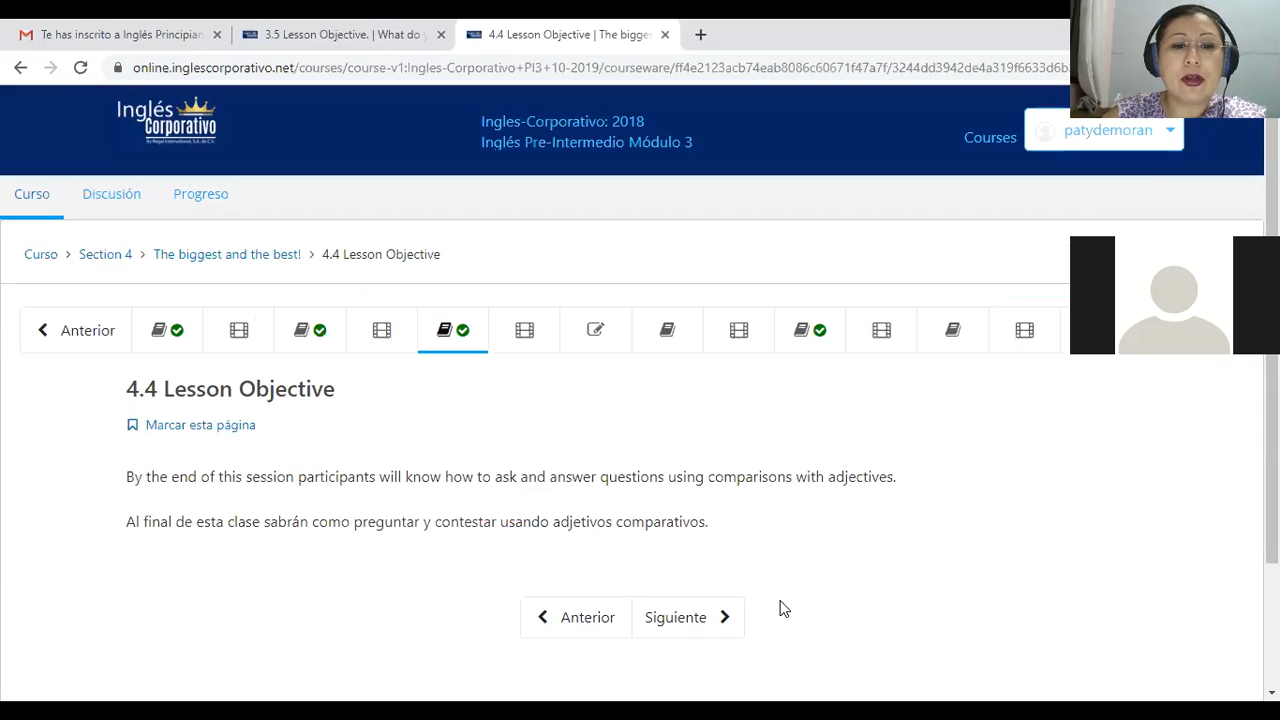 Te has inscrito a Inglés Principian
3.5 Lesson Objective. | What do y
4.4 Lesson Objective | The bigges
online.inglescorporativo.net/courses/course-v1:Ingles-Corporativo+PI3+10-2019/courseware/ff4e2123acb74eab8086c60671f47a7f/3244dd3942de4a319f6633d6b
Inglés
Corporativo
By Regal International, S.A. de C.V.
Ingles-Corporativo: 2018
Inglés Pre-Intermedio Módulo 3
Courses
patydemoran
Curso
Discusión
Progreso
Curso > Section 4 > The biggest and the best! > 4.4 Lesson Objective
Anterior
4.4 Lesson Objective
Marcar esta página
By the end of this session participants will know how to ask and answer questions using comparisons with adjectives.
Al final de esta clase sabrán como preguntar y contestar usando adjetivos comparativos.
Anterior
Siguiente